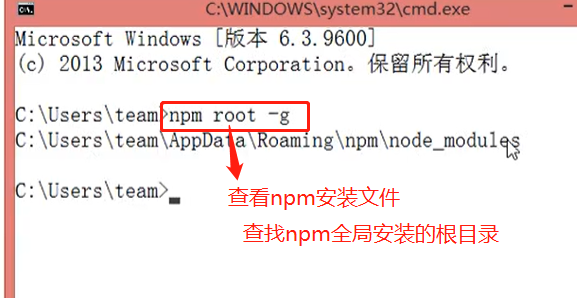 C:\WINDOWS\system32\cmd.exe
Microsoft Windows [版本 6.3.9600]
(c) 2013 Microsoft Corporation。保留所有权利。
C:\Users\team>npm root -g
C:\Users\team\AppData\Roaming\npm\node_modules
C:\Users\team>
查看npm安装文件
查找npm全局安装的根目录